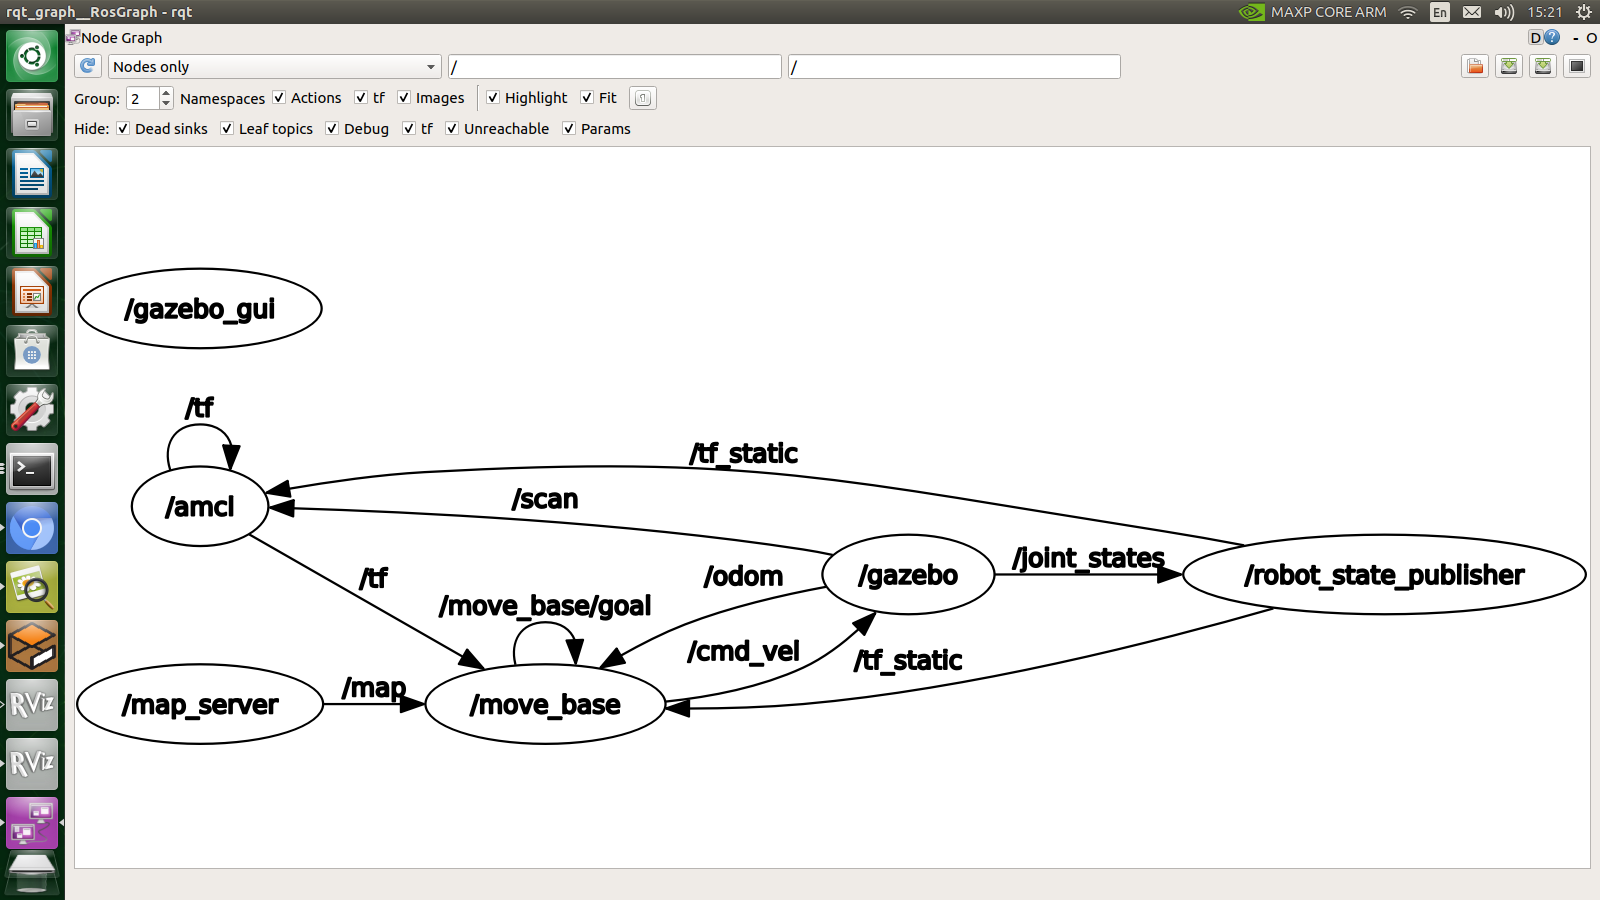 rqt_graph__RosGraph - rqt
MAXP CORE ARM En 15:21
Node Graph D ? - O
Nodes only / /
Group: 2 Namespaces Actions tf Images Highlight Fit
Hide: Dead sinks Leaf topics Debug tf Unreachable Params
/gazebo_gui
/tf
/tf_static
/scan
/amcl
/joint_states
/odom
/gazebo
/robot_state_publisher
/tf
/move_base/goal
/cmd_vel
/tf_static
/map
/map_server
/move_base
RViz
RViz